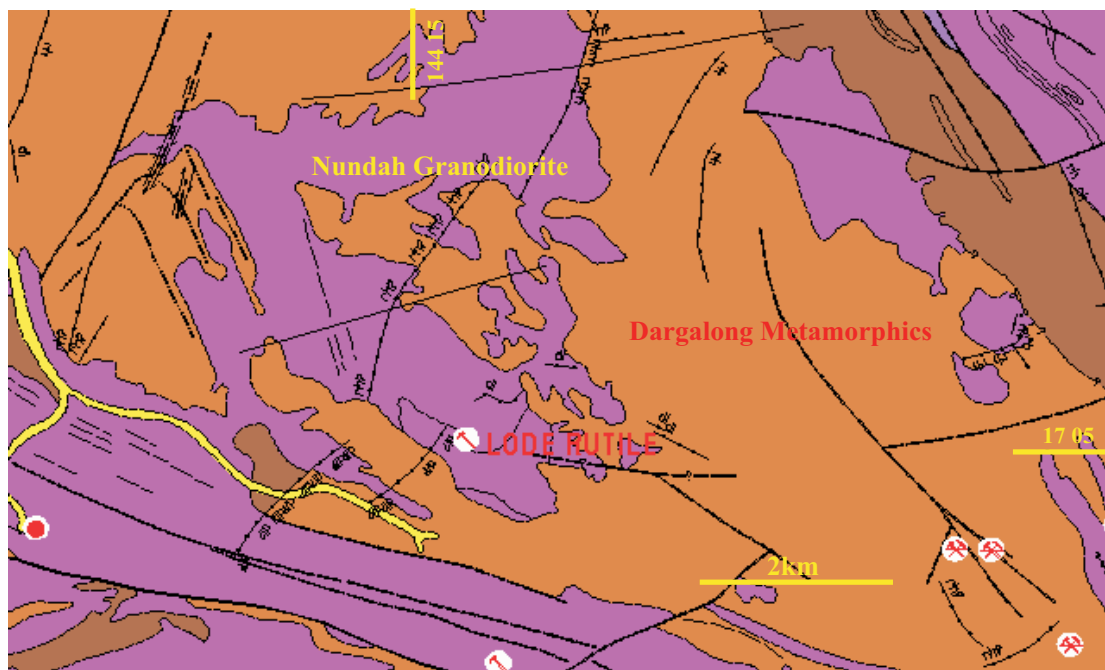 144 15
Nundah Granodiorite
Dargalong Metamorphics
LODE RUTILE
17 05
2km